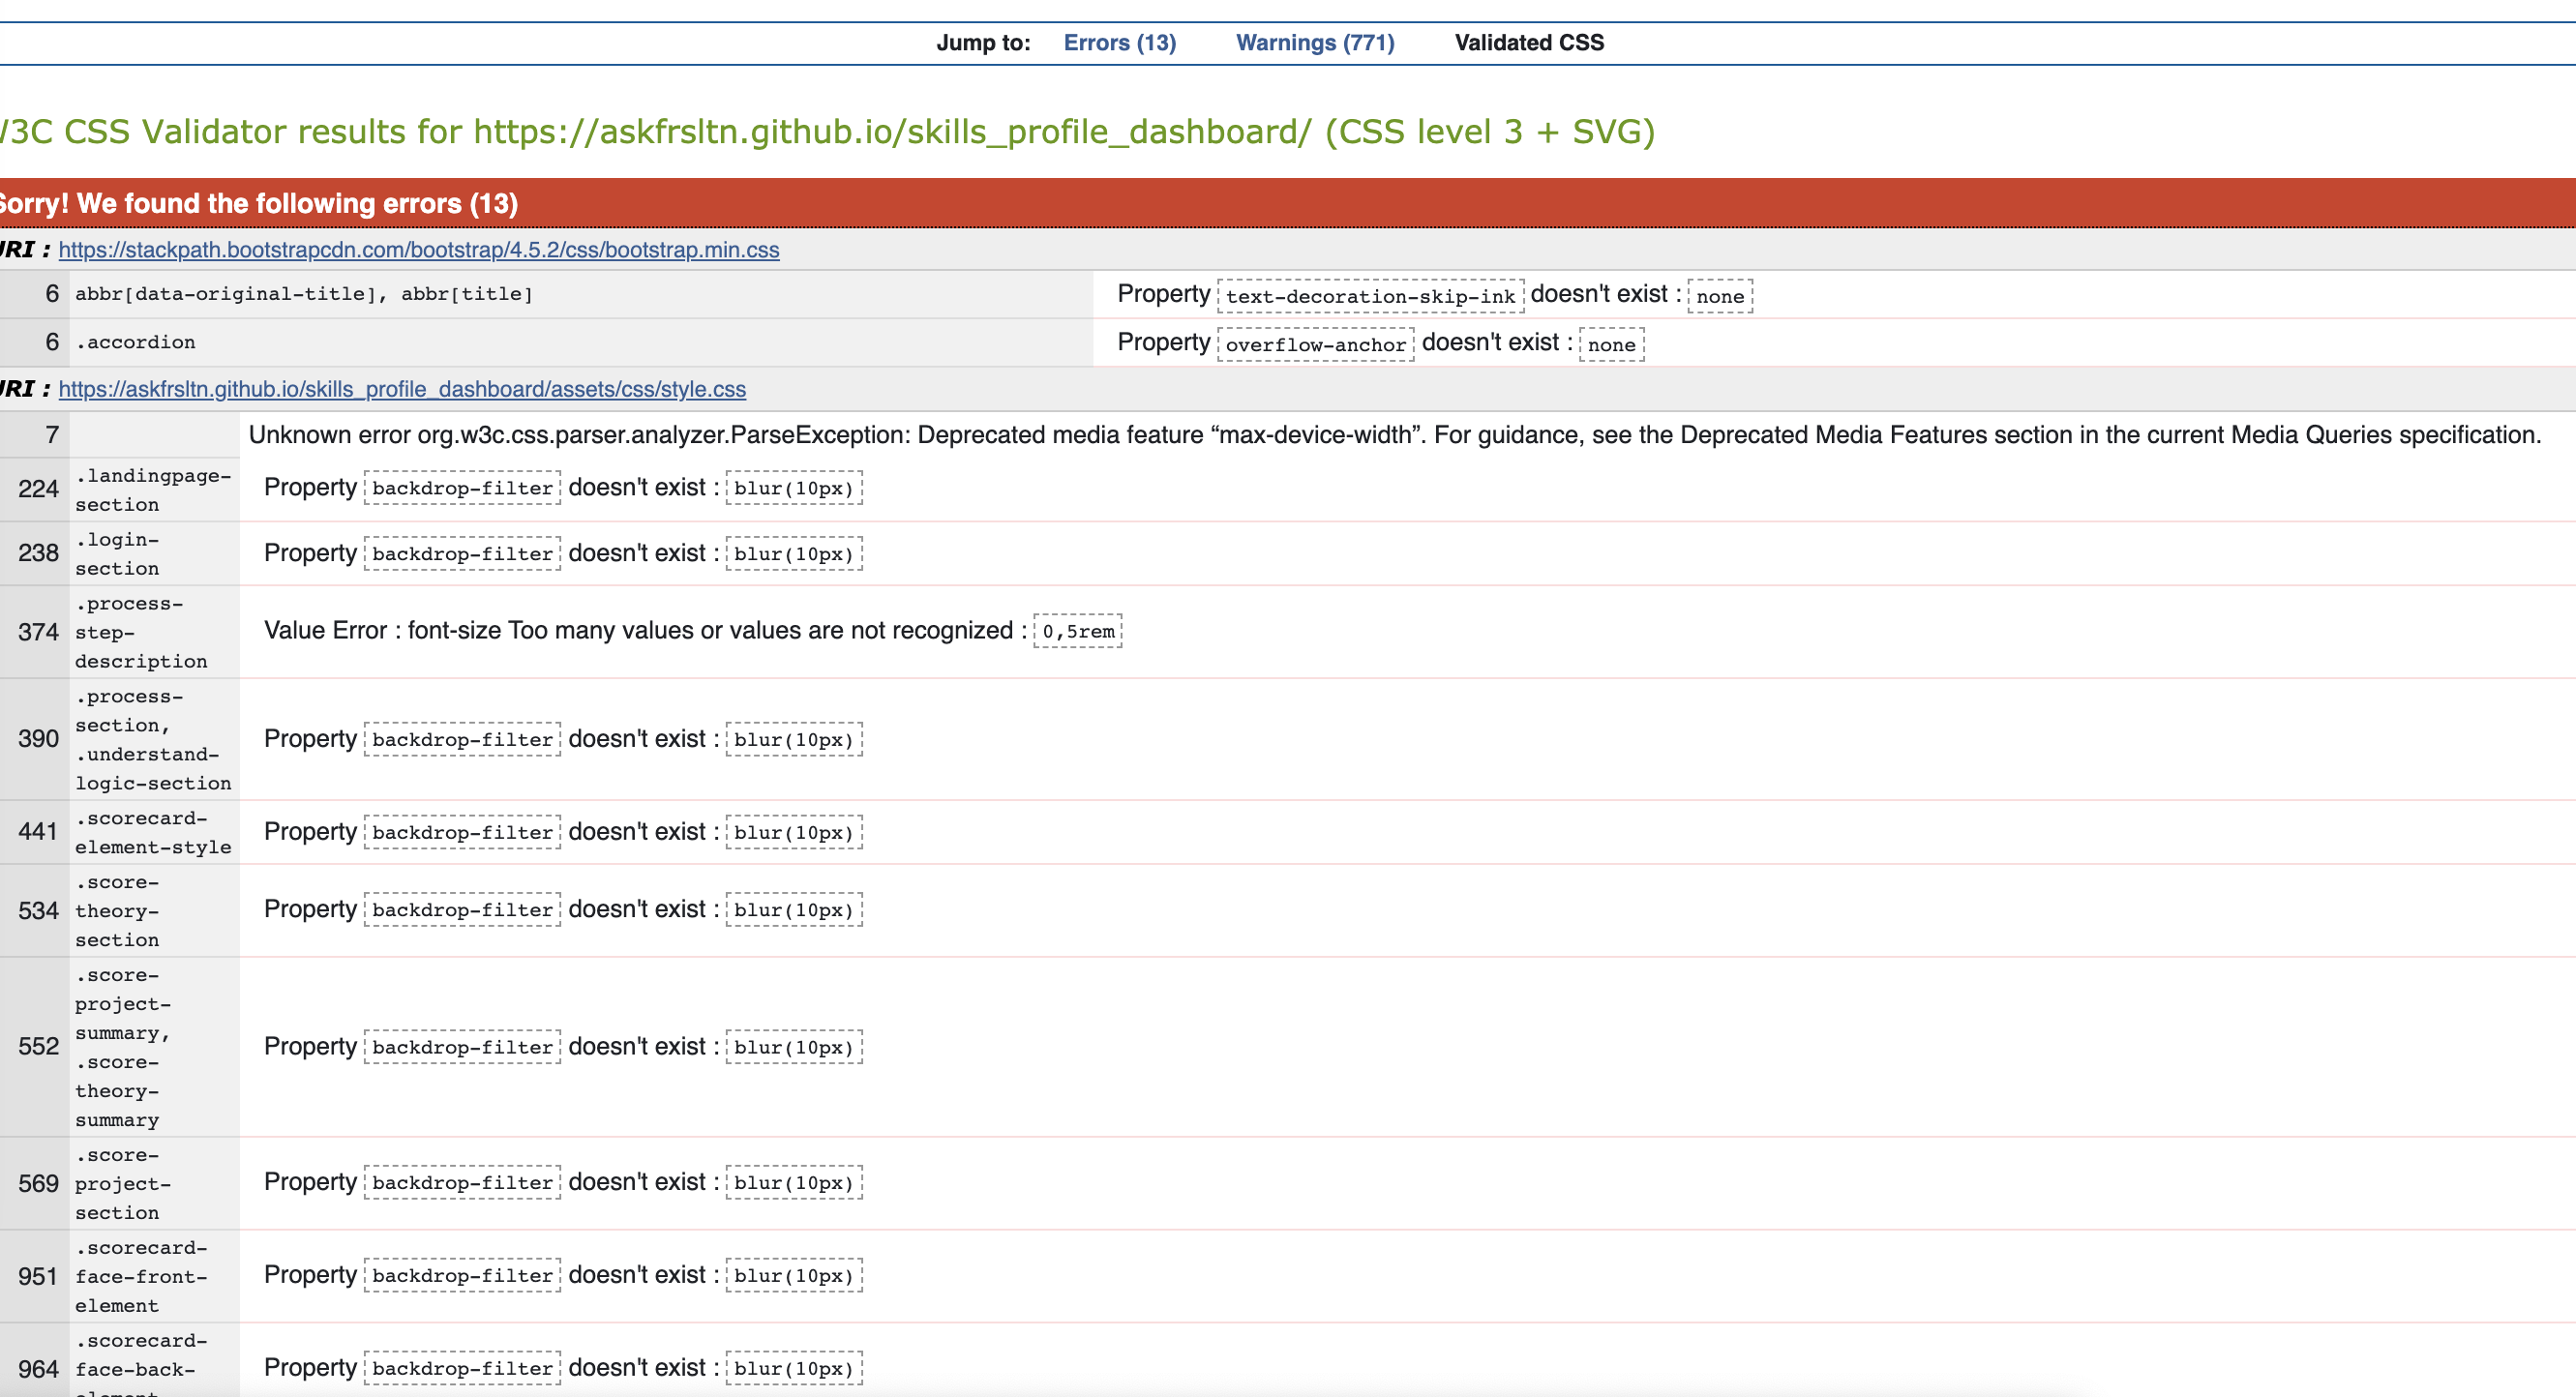 Jump to: Errors (13) Warnings (771) Validated CSS
W3C CSS Validator results for https://askfrsltn.github.io/skills_profile_dashboard/ (CSS level 3 + SVG)
Sorry! We found the following errors (13)
URI : https://stackpath.bootstrapcdn.com/bootstrap/4.5.2/css/bootstrap.min.css
6 abbr[data-original-title], abbr[title] Property text-decoration-skip-ink doesn't exist : none
6 .accordion Property overflow-anchor doesn't exist : none
URI : https://askfrsltn.github.io/skills_profile_dashboard/assets/css/style.css
7 Unknown error org.w3c.css.parser.analyzer.ParseException: Deprecated media feature “max-device-width”. For guidance, see the Deprecated Media Features section in the current Media Queries specification.
224 .landingpage-
section
Property backdrop-filter doesn't exist : blur(10px)
238 .login-
section
Property backdrop-filter doesn't exist : blur(10px)
374 .process-
step-
description
Value Error : font-size Too many values or values are not recognized : 0,5rem
390 .process-
section,
.understand-
logic-section
Property backdrop-filter doesn't exist : blur(10px)
441 .scorecard-
element-style
Property backdrop-filter doesn't exist : blur(10px)
534 .score-
theory-
section
Property backdrop-filter doesn't exist : blur(10px)
552 .score-
project-
summary,
.score-
theory-
summary
Property backdrop-filter doesn't exist : blur(10px)
569 .score-
project-
section
Property backdrop-filter doesn't exist : blur(10px)
951 .scorecard-
face-front-
element
Property backdrop-filter doesn't exist : blur(10px)
964 .scorecard-
face-back-
Property backdrop-filter doesn't exist : blur(10px)